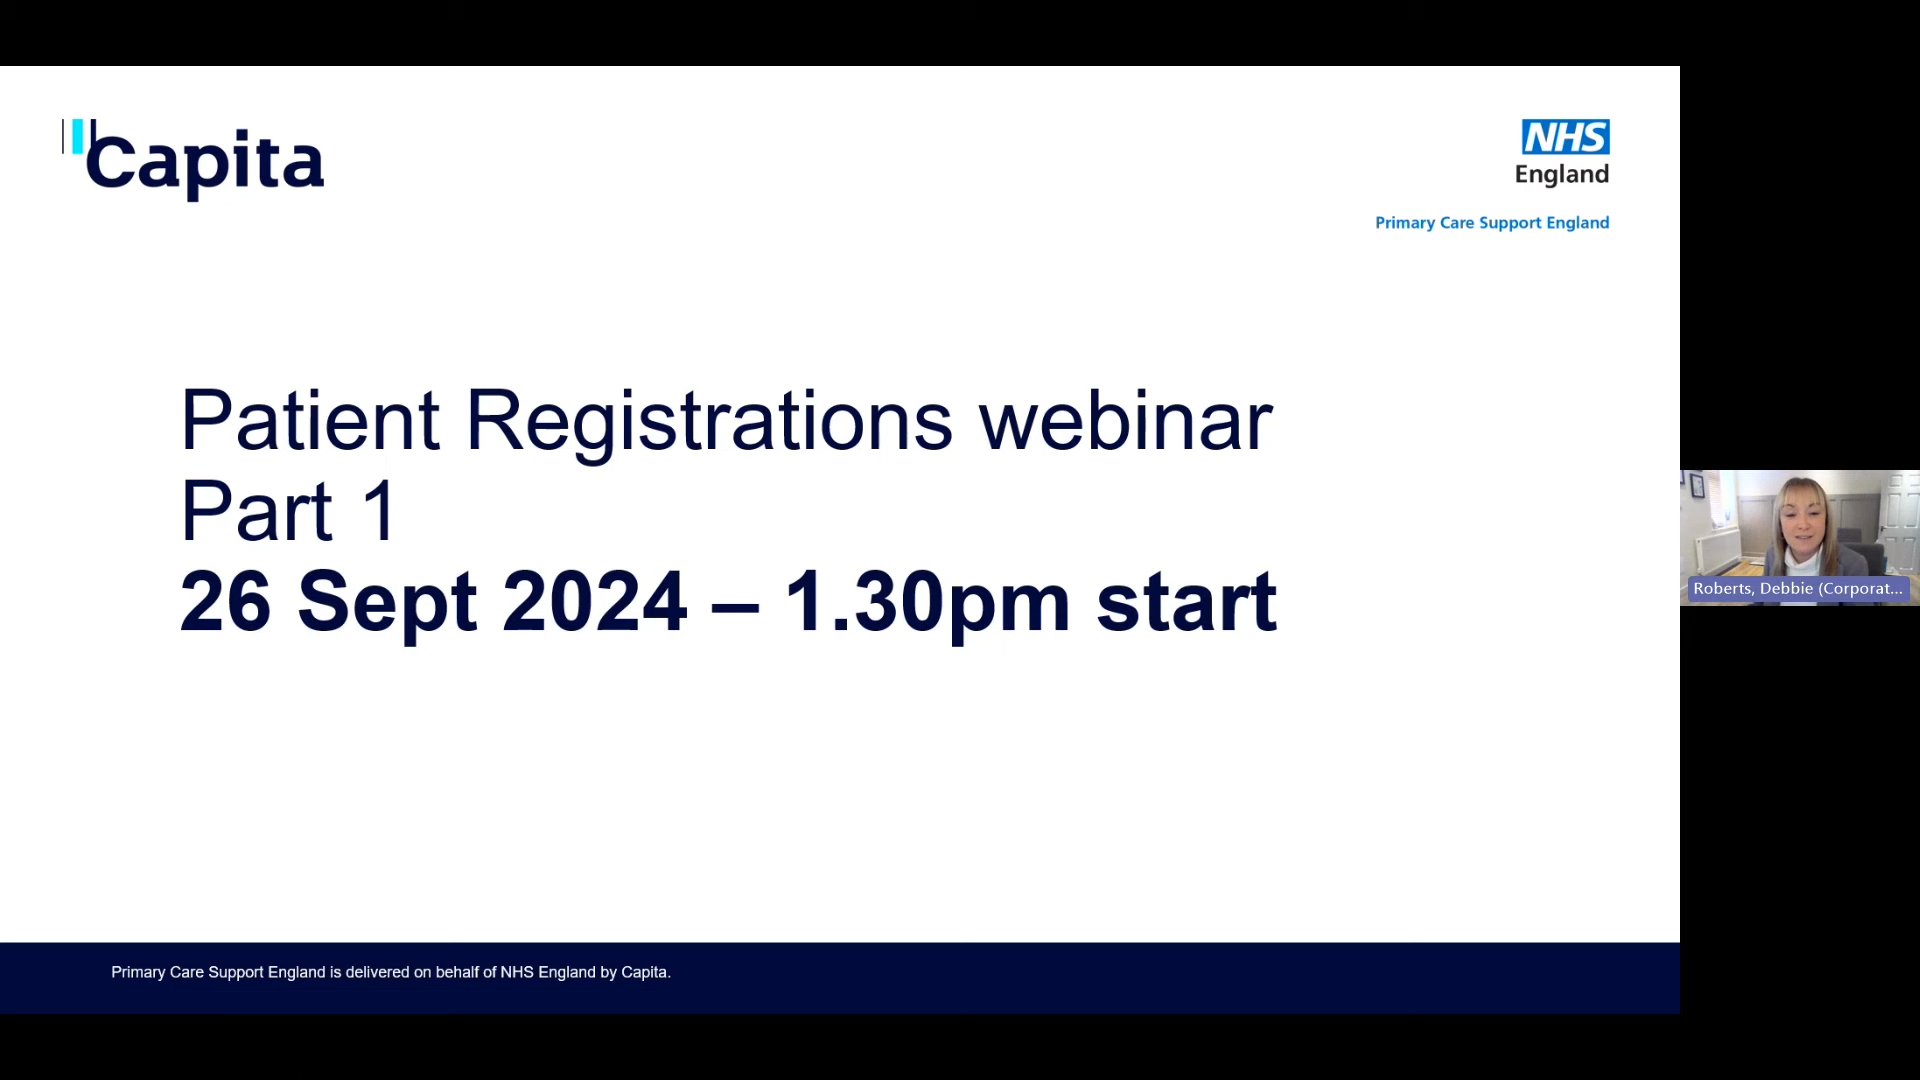 Capita
NHS
England
Primary Care Support England
Patient Registrations webinar
Part 1
26 Sept 2024 – 1.30pm start
Roberts, Debbie (Corporat...
Primary Care Support England is delivered on behalf of NHS England by Capita.